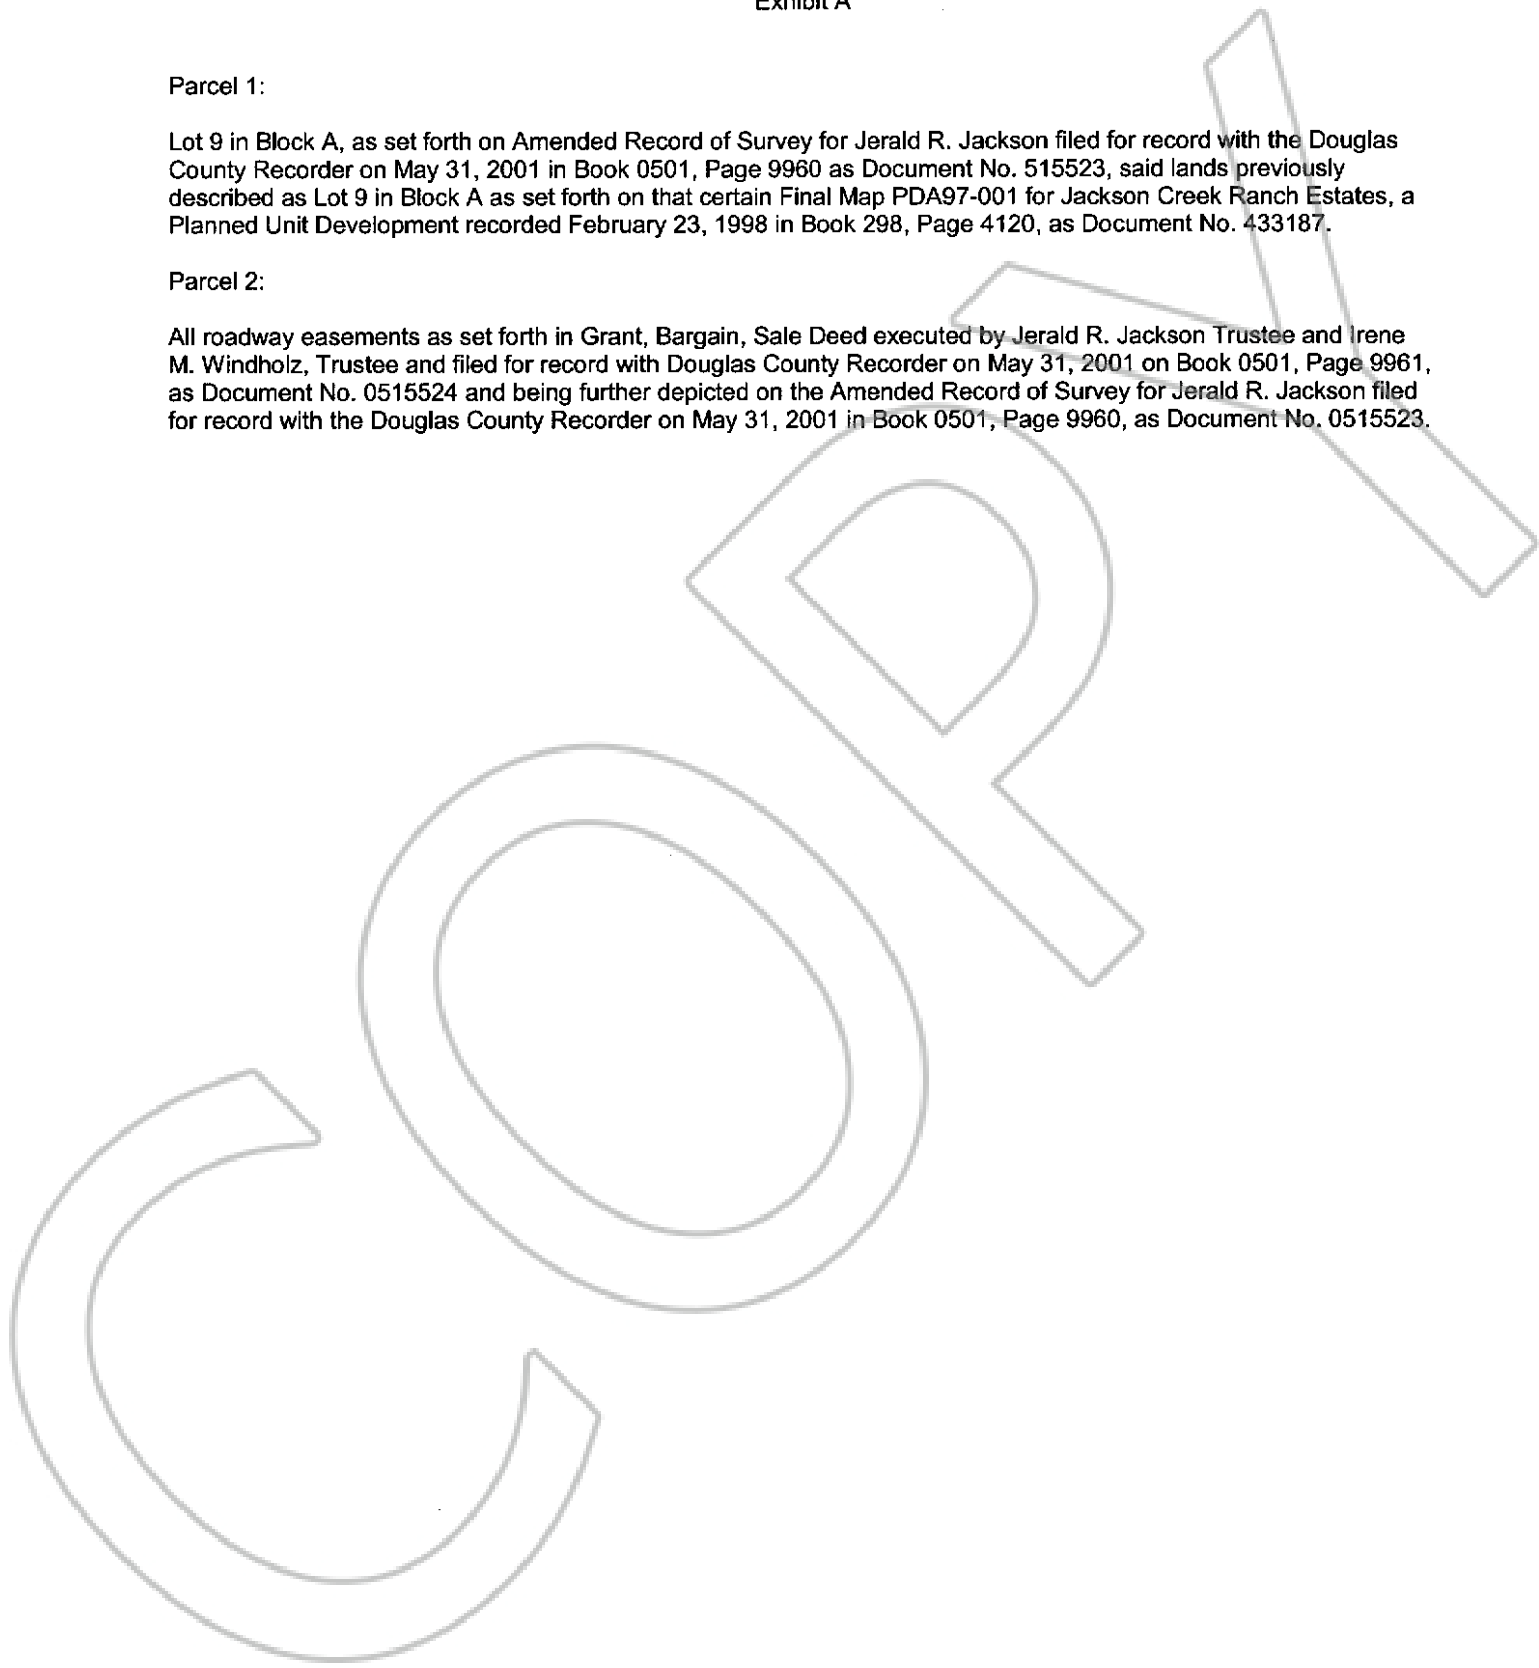 Exhibit A
Parcel 1:
Lot 9 in Block A, as set forth on Amended Record of Survey for Jerald R. Jackson filed for record with the Douglas
County Recorder on May 31, 2001 in Book 0501, Page 9960 as Document No. 515523, said lands previously
described as Lot 9 in Block A as set forth on that certain Final Map PDA97-001 for Jackson Creek Ranch Estates, a
Planned Unit Development recorded February 23, 1998 in Book 298, Page 4120, as Document No. 433187.
Parcel 2:
All roadway easements as set forth in Grant, Bargain, Sale Deed executed by Jerald R. Jackson Trustee and Irene
M. Windholz, Trustee and filed for record with Douglas County Recorder on May 31, 2001 on Book 0501, Page 9961,
as Document No. 0515524 and being further depicted on the Amended Record of Survey for Jerald R. Jackson filed
for record with the Douglas County Recorder on May 31, 2001 in Book 0501, Page 9960, as Document No. 0515523.
COPY